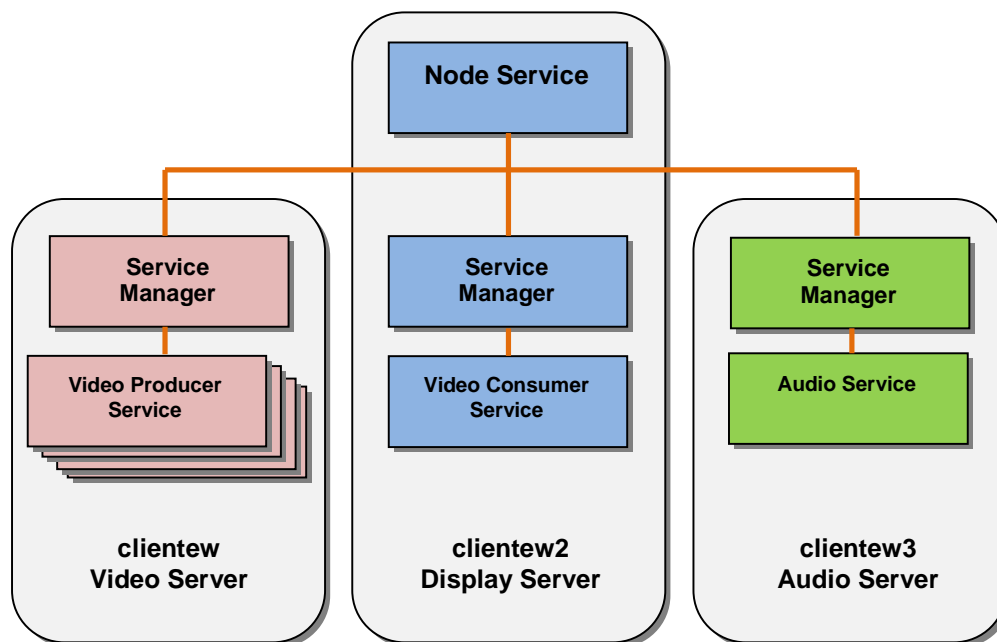 Node Service
Service
Manager
Service
Manager
Service
Manager
Video Producer
Service
Video Consumer
Service
Audio Service
clientew
Video Server
clientew2
Display Server
clientew3
Audio Server